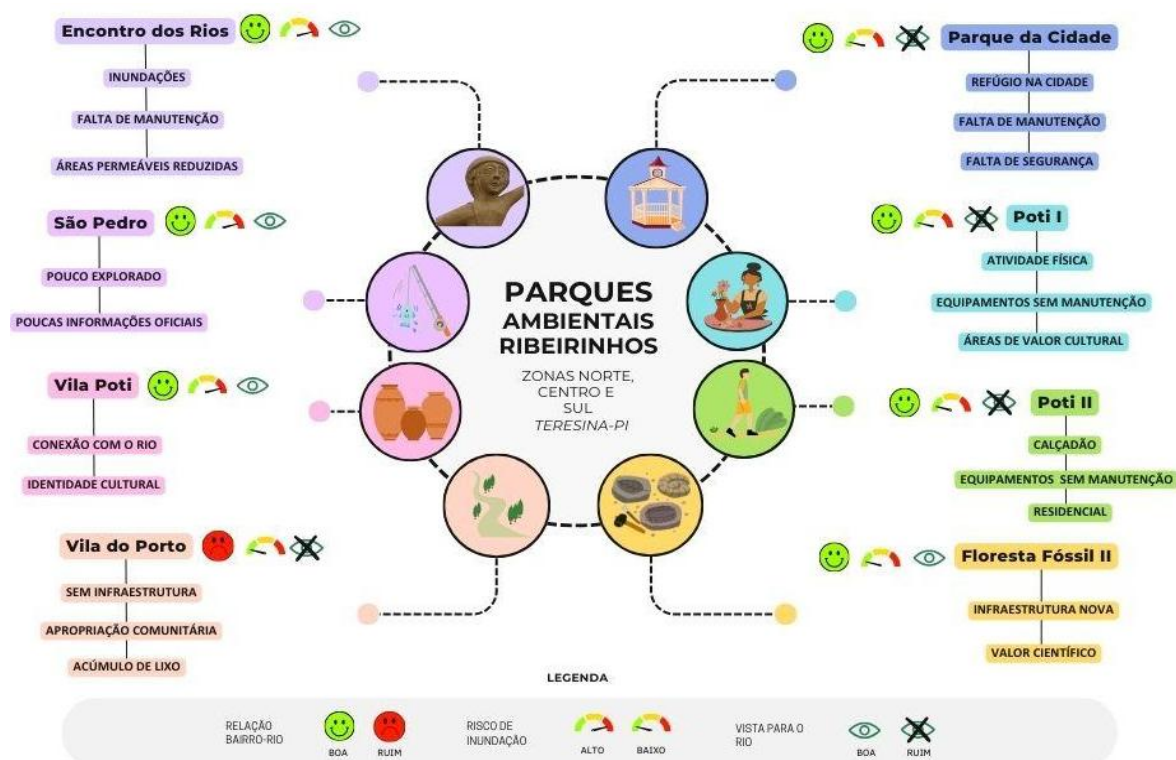 Encontro dos Rios
INUNDAÇÕES
FALTA DE MANUTENÇÃO
ÁREAS PERMEÁVEIS REDUZIDAS
São Pedro
POUCO EXPLORADO
POUCAS INFORMAÇÕES OFICIAIS
Vila Poti
CONEXÃO COM O RIO
IDENTIDADE CULTURAL
Vila do Porto
SEM INFRAESTRUTURA
APROPRIAÇÃO COMUNITÁRIA
ACÚMULO DE LIXO
PARQUES
AMBIENTAIS
RIBEIRINHOS
ZONAS NORTE,
CENTRO E
SUL
TERESINA-PI
Parque da Cidade
REFÚGIO NA CIDADE
FALTA DE MANUTENÇÃO
FALTA DE SEGURANÇA
Poti I
ATIVIDADE FÍSICA
EQUIPAMENTOS SEM MANUTENÇÃO
ÁREAS DE VALOR CULTURAL
Poti II
CALÇADÃO
EQUIPAMENTOS SEM MANUTENÇÃO
RESIDENCIAL
Floresta Fóssil II
INFRAESTRUTURA NOVA
VALOR CIENTÍFICO
LEGENDA
RELAÇÃO
BAIRRO-RIO
BOA
RUIM
RISCO DE
INUNDAÇÃO
ALTO
BAIXO
VISTA PARA O
RIO
BOA
RUIM